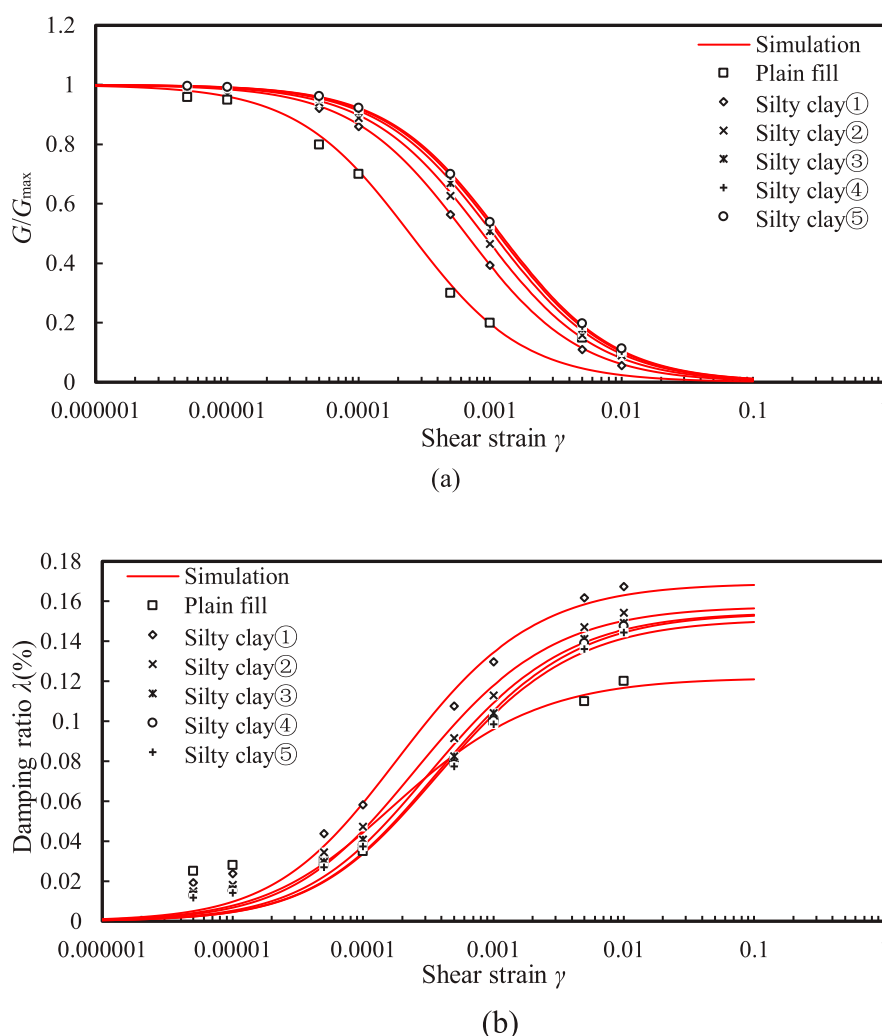 1.2
1
0.8
0.6
0.4
0.2
0
G/Gmax
Simulation
Plain fill
Silty clay①
Silty clay②
Silty clay③
Silty clay④
Silty clay⑤
0.000001 0.00001 0.0001 0.001 0.01 0.1
Shear strain γ
(a)
0.18
0.16
0.14
0.12
0.1
0.08
0.06
0.04
0.02
0
Damping ratio λ(%)
Simulation
Plain fill
Silty clay①
Silty clay②
Silty clay③
Silty clay④
Silty clay⑤
0.000001 0.00001 0.0001 0.001 0.01 0.1
Shear strain γ
(b)